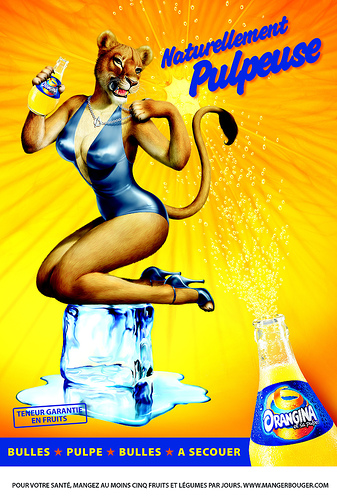 Naturellement
Pulpeuse
TENEUR GARANTIE
EN FRUITS
ORANGINA
BULLES ★ PULPE ★ BULLES ★ A SECOUER
POUR VOTRE SANTÉ, MANGEZ AU MOINS CINQ FRUITS ET LÉGUMES PAR JOURS. WWW.MANGERBOUGER.COM